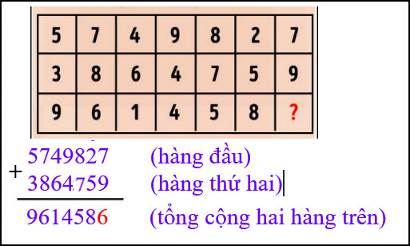 5 7 4 9 8 2 7
3 8 6 4 7 5 9
9 6 1 4 5 8 ?
5749827 (hàng đầu)
+
3864759 (hàng thứ hai)
9614586 (tổng cộng hai hàng trên)